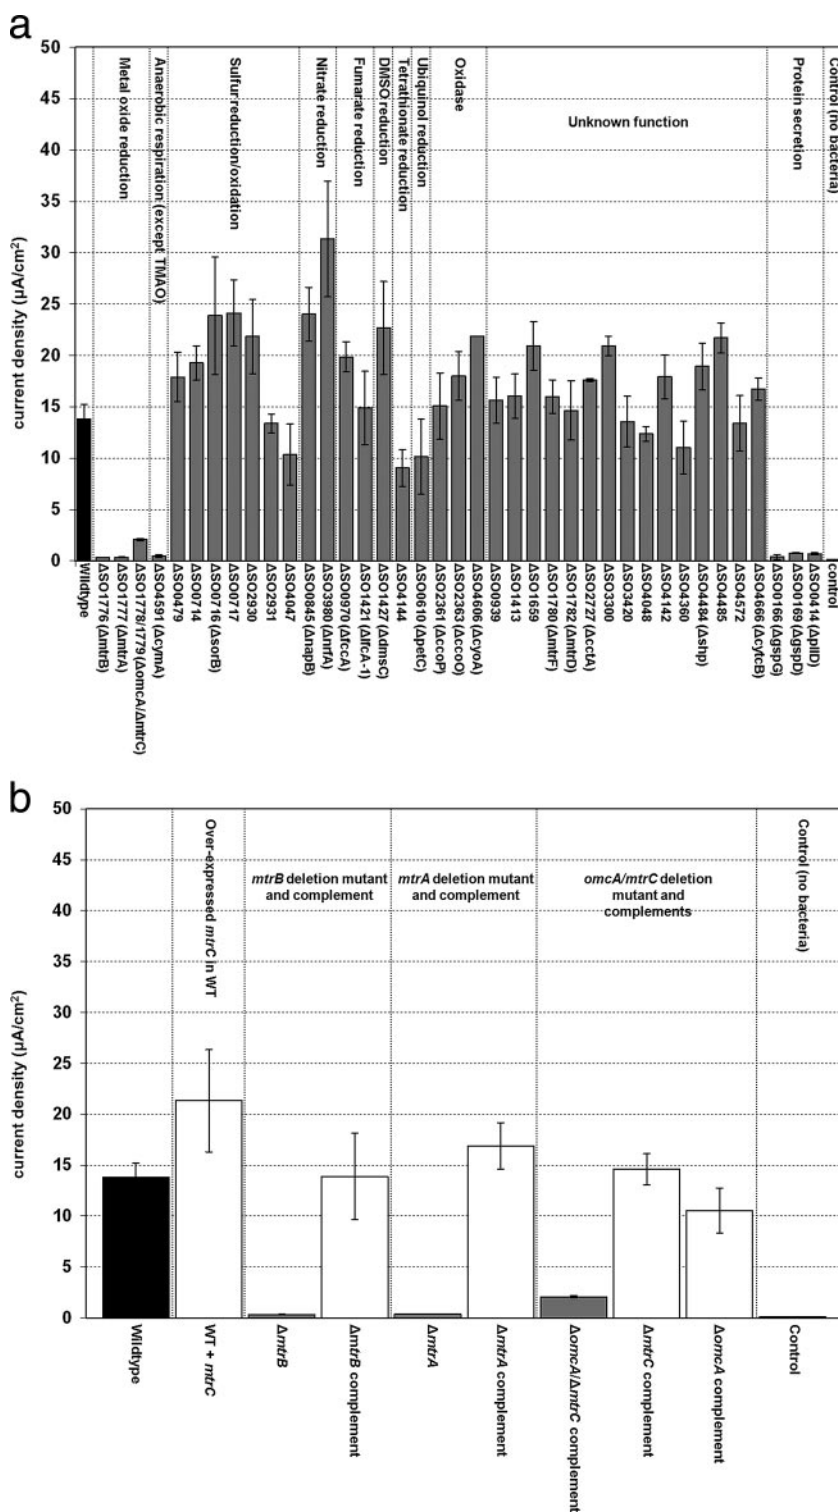 a
50
45
40
35
30
25
20
15
10
5
0
current density (µA/cm²)
Metal oxide reduction
Anaerobic respiration (except TMAO)
Sulfur reduction/oxidation
Nitrate reduction
Fumarate reduction
DMSO reduction
Tetrathionate reduction
Ubiquinol reduction
Oxidase
Unknown function
Protein secretion
Control (no bacteria)
Wildtype
ΔSO1776 (ΔmtrB)
ΔSO1777 (ΔmtrA)
ΔSO1778/1779 (ΔomcA/ΔmtrC)
ΔSO4591 (ΔcymA)
ΔSO0479
ΔSO0714
ΔSO0716 (ΔsorB)
ΔSO0717
ΔSO2930
ΔSO2931
ΔSO4047
ΔSO0845 (ΔnapB)
ΔSO3980 (ΔnrfA)
ΔSO0970 (ΔfccA)
ΔSO1421 (ΔifcA-1)
ΔSO1427 (ΔdmsC)
ΔSO4144
ΔSO0610 (ΔpetC)
ΔSO2361 (ΔccoP)
ΔSO2363 (ΔccoO)
ΔSO4606 (ΔcyoA)
ΔSO0939
ΔSO1413
ΔSO1659
ΔSO1780 (ΔmtrF)
ΔSO1782 (ΔmtrD)
ΔSO2727 (ΔcctA)
ΔSO3300
ΔSO3420
ΔSO4048
ΔSO4142
ΔSO4360
ΔSO4484 (Δshp)
ΔSO4485
ΔSO4572
ΔSO4666 (ΔcytcB)
ΔSO0166 (ΔgspG)
ΔSO0169 (ΔgspD)
ΔSO0414 (ΔpilD)
control
b
50
45
40
35
30
25
20
15
10
5
0
current density (µA/cm²)
Over-expressed mtrC in WT
mtrB deletion mutant
and complement
mtrA deletion mutant
and complement
omcA/mtrC deletion
mutant and
complements
Control (no bacteria)
Wildtype
WT + mtrC
ΔmtrB
ΔmtrB complement
ΔmtrA
ΔmtrA complement
ΔomcA/ΔmtrC complement
ΔmtrC complement
ΔomcA complement
Control